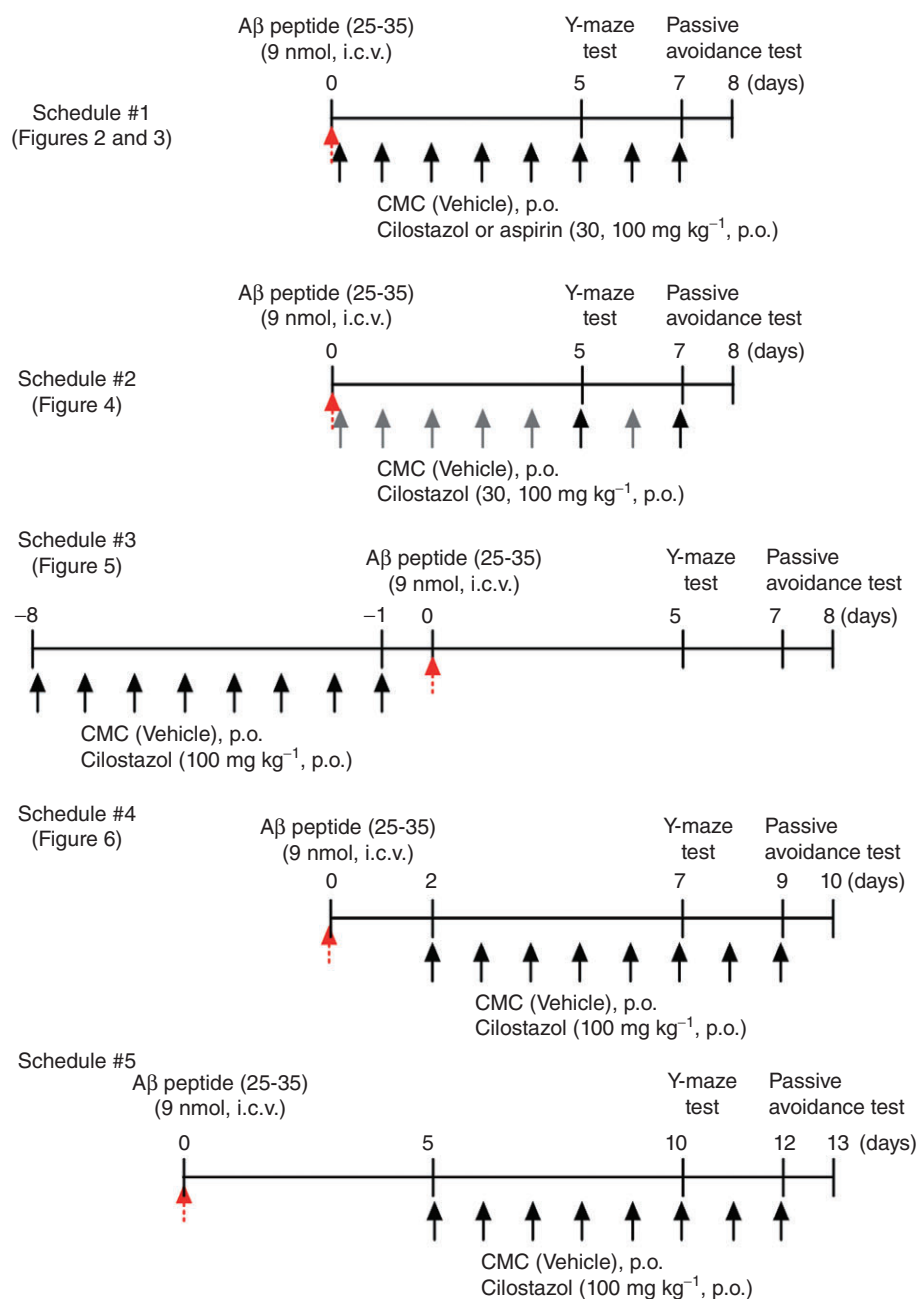 Aβ peptide (25-35)
(9 nmol, i.c.v.)
Y-maze
test
Passive
avoidance test
0 5 7 8 (days)
Schedule #1
(Figures 2 and 3)
CMC (Vehicle), p.o.
Cilostazol or aspirin (30, 100 mg kg⁻¹, p.o.)
Aβ peptide (25-35)
(9 nmol, i.c.v.)
Y-maze
test
Passive
avoidance test
0 5 7 8 (days)
Schedule #2
(Figure 4)
CMC (Vehicle), p.o.
Cilostazol (30, 100 mg kg⁻¹, p.o.)
Schedule #3
(Figure 5)
Aβ peptide (25-35)
(9 nmol, i.c.v.)
Y-maze
test
Passive
avoidance test
–8 –1 0 5 7 8 (days)
CMC (Vehicle), p.o.
Cilostazol (100 mg kg⁻¹, p.o.)
Schedule #4
(Figure 6)
Aβ peptide (25-35)
(9 nmol, i.c.v.)
Y-maze
test
Passive
avoidance test
0 2 7 9 10 (days)
CMC (Vehicle), p.o.
Cilostazol (100 mg kg⁻¹, p.o.)
Schedule #5
Aβ peptide (25-35)
(9 nmol, i.c.v.)
Y-maze
test
Passive
avoidance test
0 5 10 12 13 (days)
CMC (Vehicle), p.o.
Cilostazol (100 mg kg⁻¹, p.o.)